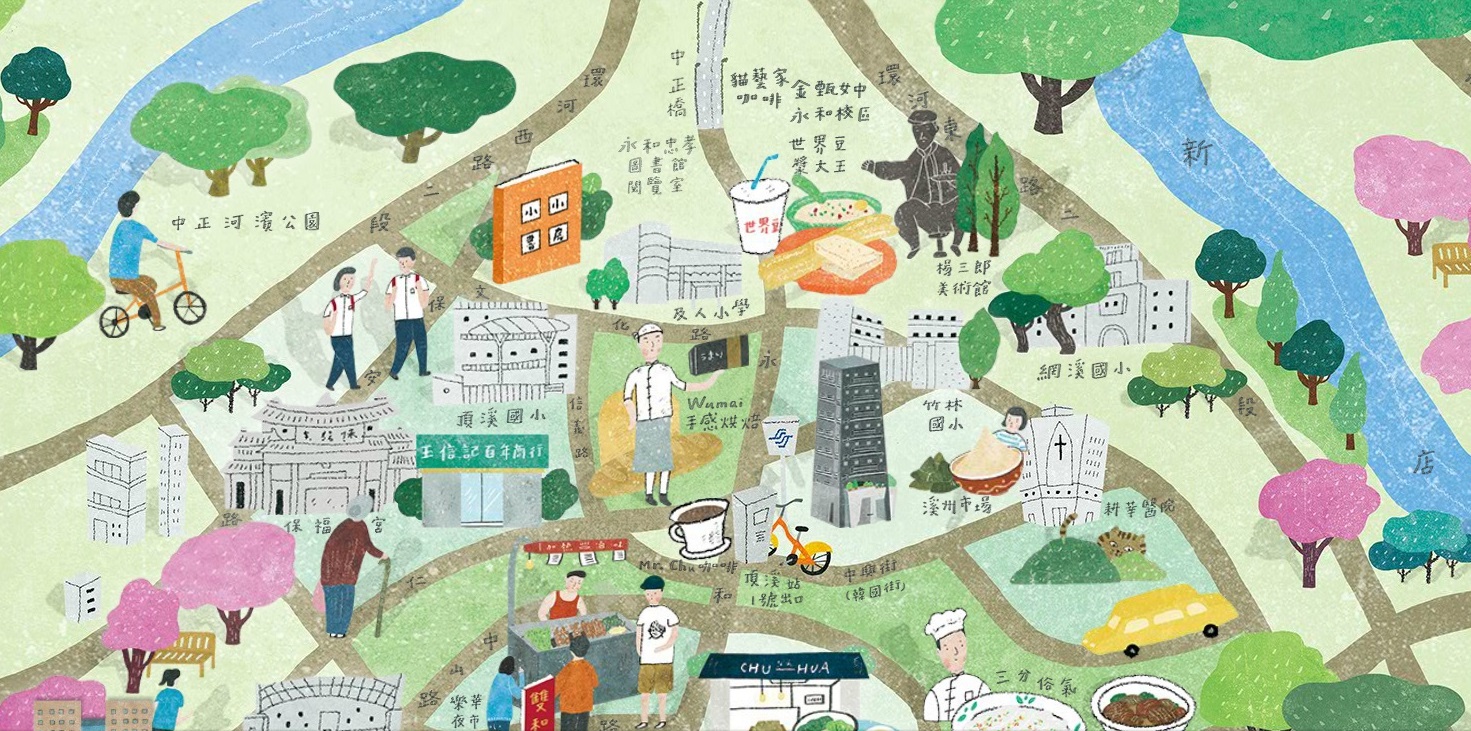 中正橋
貓藝家
咖啡
金甌女中
永和校區
環河西路二段
環河東路二段
新店
永和忠孝
圖書館
閱覽室
世界豆
漿大王
世界豆
小小
書房
中正河濱公園
楊三郎
美術館
及人小學
文化路
保安路
永和路
網溪國小
頂溪國小
信義路
Wumai
手感烘焙
竹林
國小
保福宮
王信記百年商行
溪州市場
耕莘醫院
保福宮
仁
Mr. Chu 咖啡
頂溪站
1號出口
中興街
(韓國街)
中山路
樂華
夜市
雙和
CHU HUA
三分俗氣